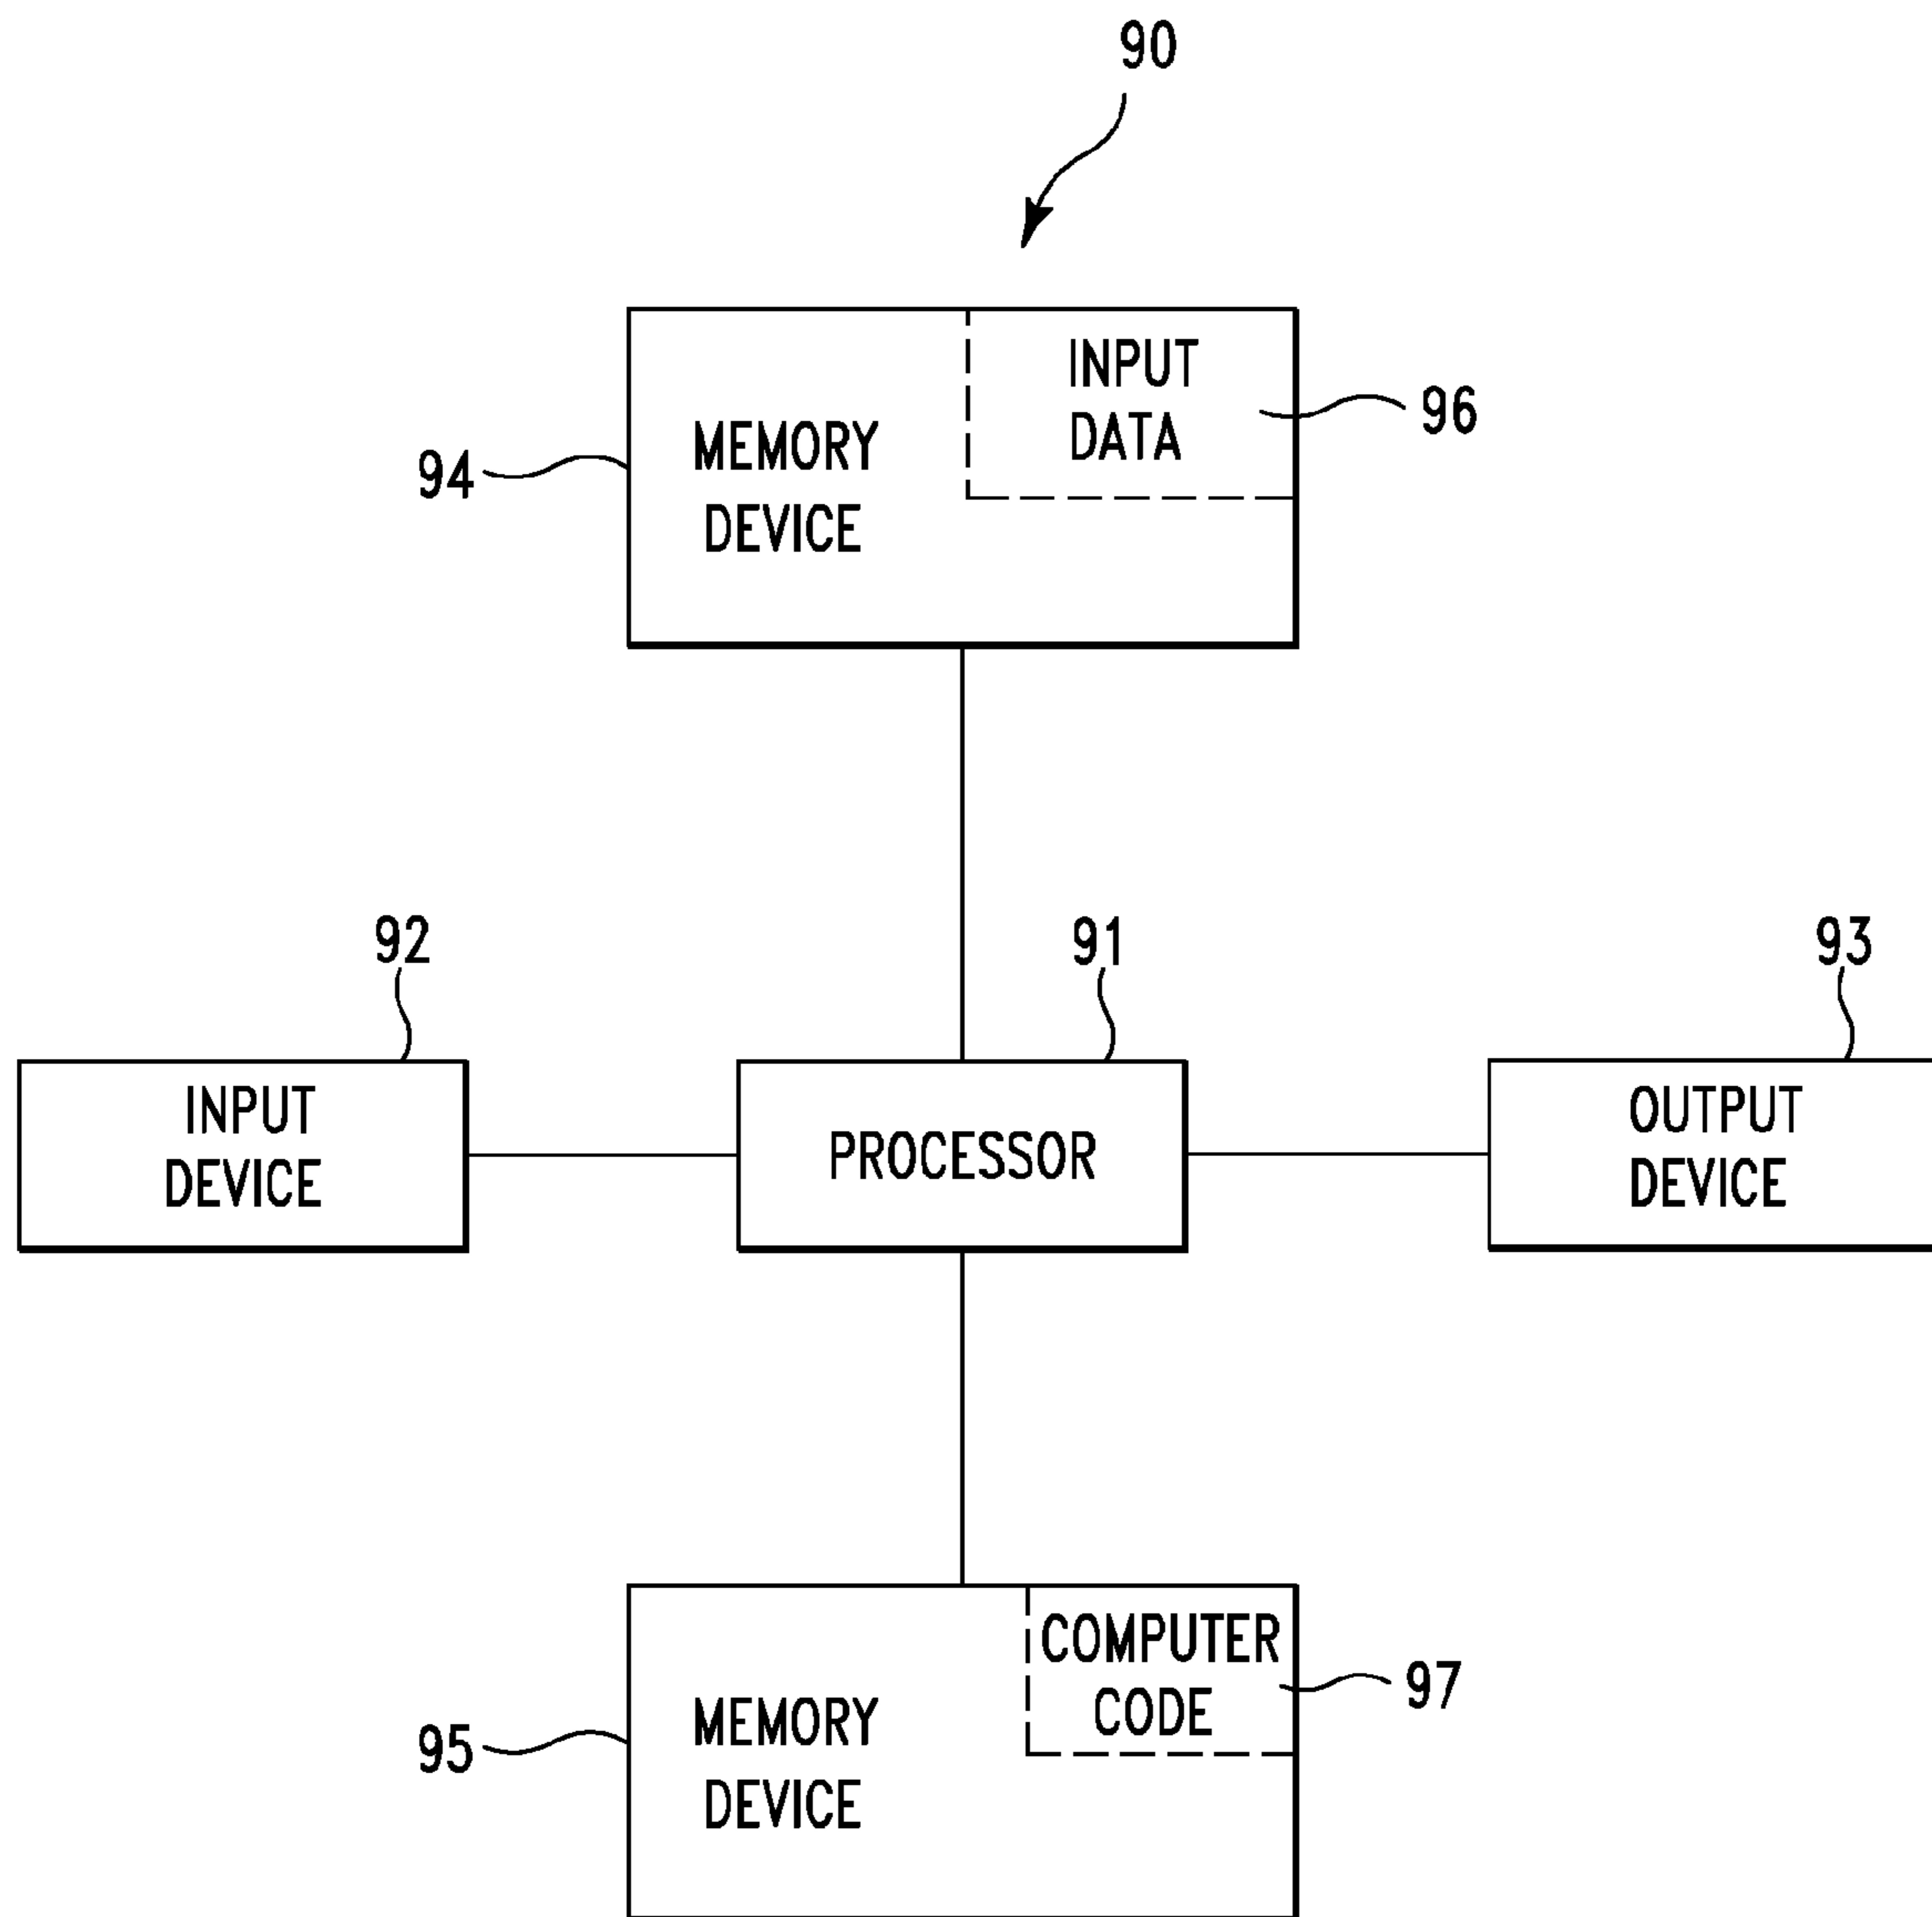 90
INPUT
DATA
96
MEMORY
DEVICE
94
92
91
93
INPUT
DEVICE
PROCESSOR
OUTPUT
DEVICE
COMPUTER
CODE
97
MEMORY
DEVICE
95